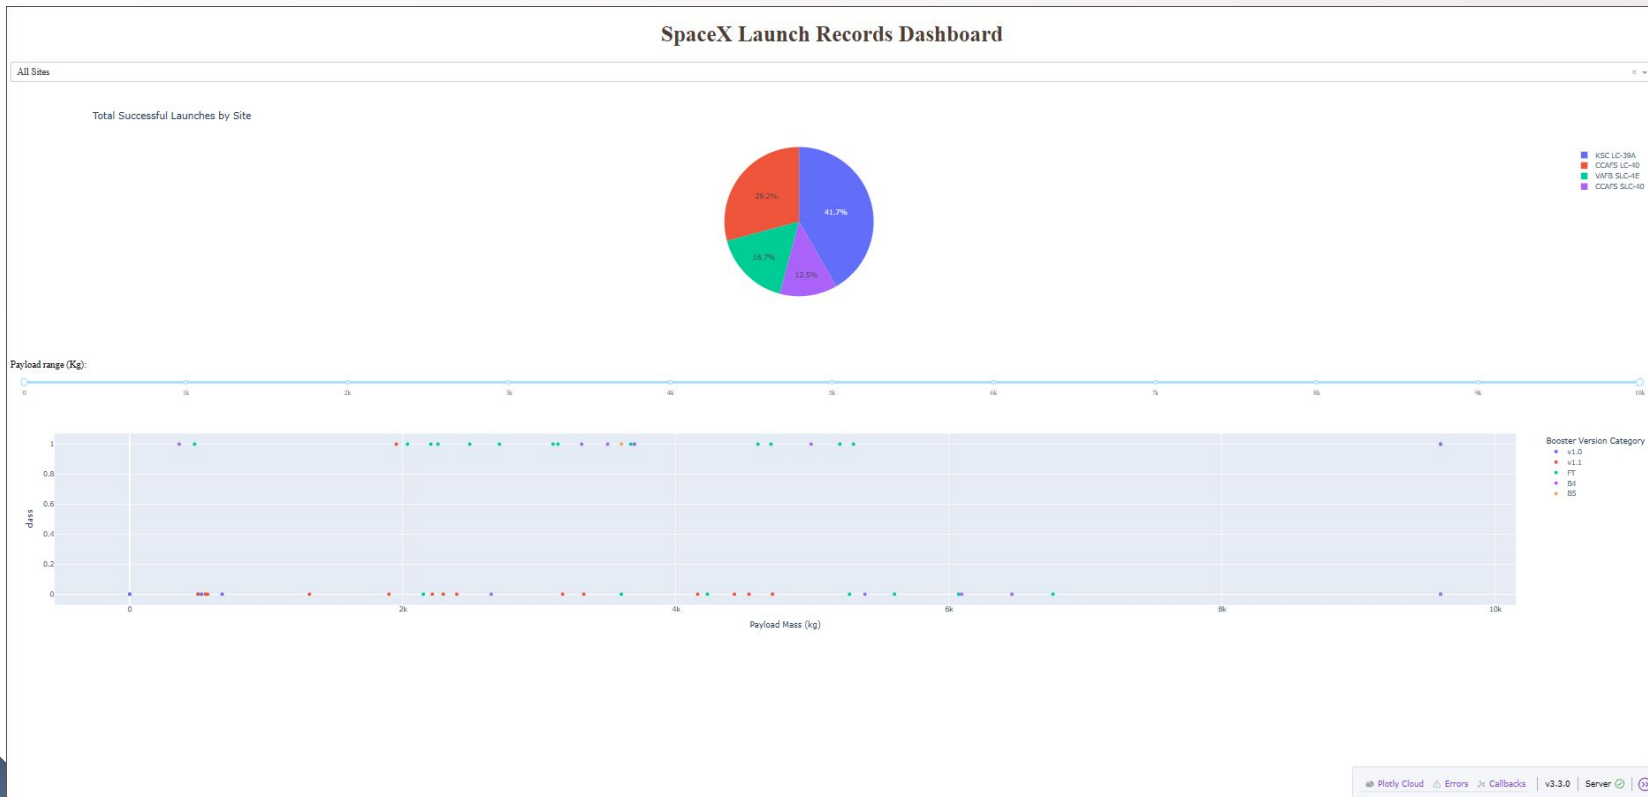 SpaceX Launch Records Dashboard
All Sites
Total Successful Launches by Site
KSC LC-39A
CCAFS LC-40
VAFB SLC-4E
CCAFS SLC-40
29.2%
41.7%
16.7%
12.5%
Payload range (Kg):
0 1k 2k 3k 4k 5k 6k 7k 8k 9k 10k
Booster Version Category
v1.0
v1.1
FT
B4
B5
class
1
0.8
0.6
0.4
0.2
0
0 2k 4k 6k 8k 10k
Payload Mass (kg)
Plotly Cloud Errors Callbacks v3.3.0 Server